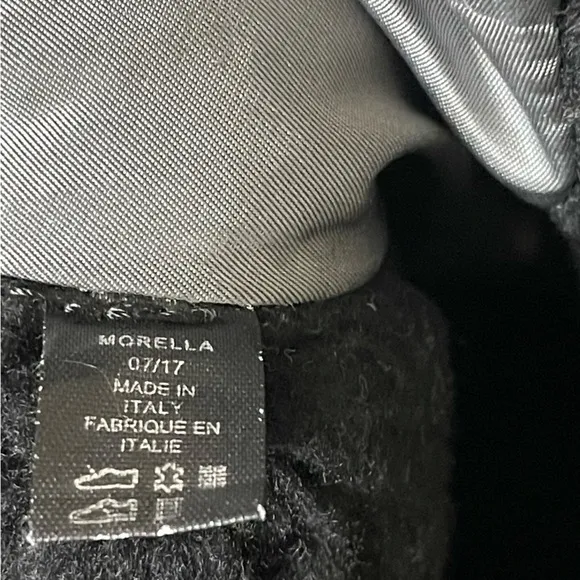 MORELLA
07/17
MADE IN
ITALY
FABRIQUE EN
ITALIE